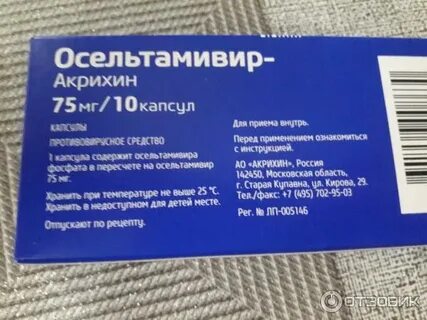 Осельтамивир-
Акрихин
75 мг/10 капсул
КАПСУЛЫ
ПРОТИВОВИРУСНОЕ СРЕДСТВО
1 капсула содержит осельтамивира
фосфата в пересчете на осельтамивир
75 мг.
Хранить при температуре не выше 25 °С.
Хранить в недоступном для детей месте.
Отпускают по рецепту.
Для приема внутрь.
Перед применением ознакомиться
с инструкцией.
АО «АКРИХИН», Россия
142450, Московская область,
г. Старая Купавна, ул. Кирова, 29.
Тел./факс: +7 (495) 702-95-03
Рег. № ЛП-005146
ОТЗОВИК